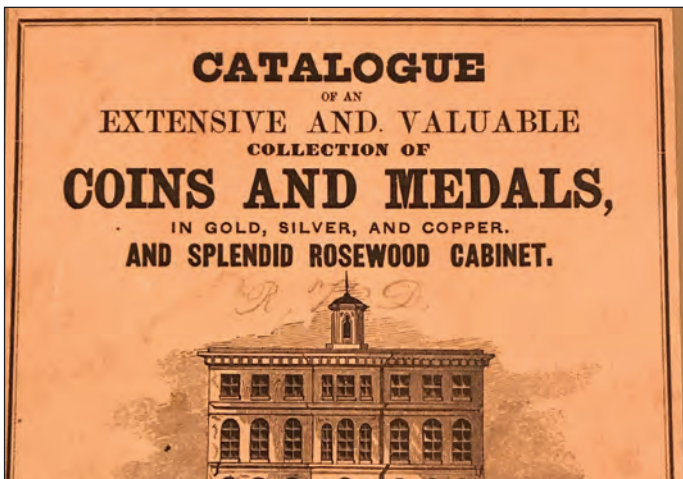 CATALOGUE
OF AN
EXTENSIVE AND. VALUABLE
COLLECTION OF
COINS AND MEDALS,
IN GOLD, SILVER, AND COPPER.
AND SPLENDID ROSEWOOD CABINET.